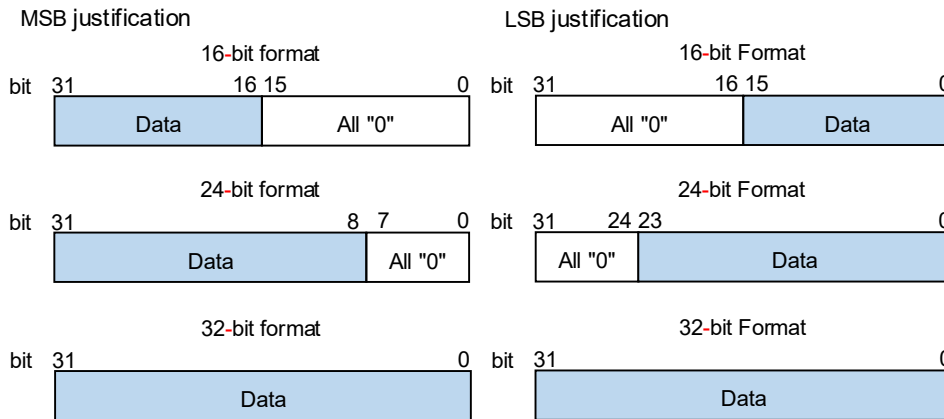 MSB justification
16-bit format
bit 31 16 15 0
Data All "0"
24-bit format
bit 31 8 7 0
Data All "0"
32-bit format
bit 31 0
Data
LSB justification
16-bit Format
31 16 15 0
All "0" Data
24-bit Format
31 24 23 0
All "0" Data
32-bit Format
31 0
Data